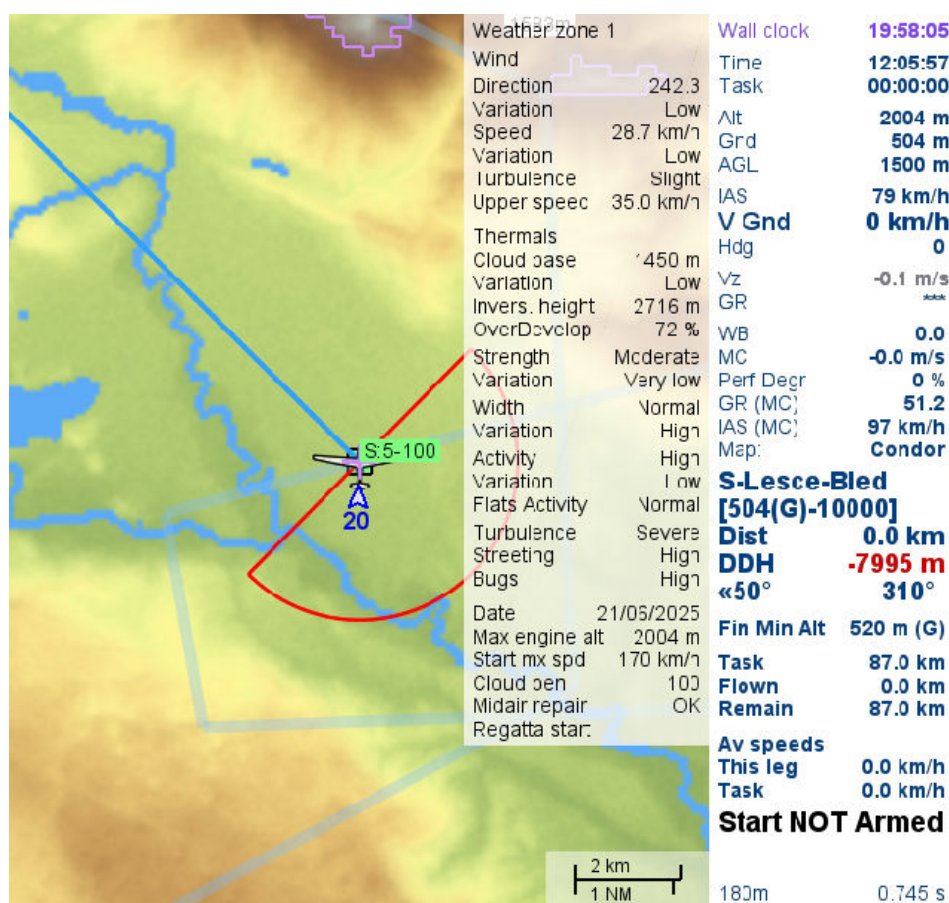 1533m
Weather zone 1
Wind
Direction 242.3
Variation Low
Speed 28.7 km/h
Variation Low
Turbulence Slight
Upper speed 35.0 km/h
Thermals
Cloud base 1450 m
Variation Low
Invers. height 2716 m
OverDevelop 72 %
Strength Moderate
Variation Very low
Width Normal
Variation High
Activity High
Variation Low
Flats Activity Normal
Turbulence Severe
Streeting High
Bugs High
Date 21/06/2025
Max engine alt 2004 m
Start mx spd 170 km/h
Cloud pen 100
Midair repair OK
Regatta start:
S:5-100
20
2 km
1 NM
Wall clock 19:58:05
Time 12:05:57
Task 00:00:00
Alt 2004 m
Grd 504 m
AGL 1500 m
IAS 79 km/h
V Gnd 0 km/h
Hdg 0
Vz -0.1 m/s
GR ***
WB 0.0
MC -0.0 m/s
Perf Degr 0 %
GR (MC) 51.2
IAS (MC) 97 km/h
Map: Condor
S-Lesce-Bled
[504(G)-10000]
Dist 0.0 km
DDH -7995 m
«50° 310°
Fin Min Alt 520 m (G)
Task 87.0 km
Flown 0.0 km
Remain 87.0 km
Av speeds
This leg 0.0 km/h
Task 0.0 km/h
Start NOT Armed
180m 0.745 s